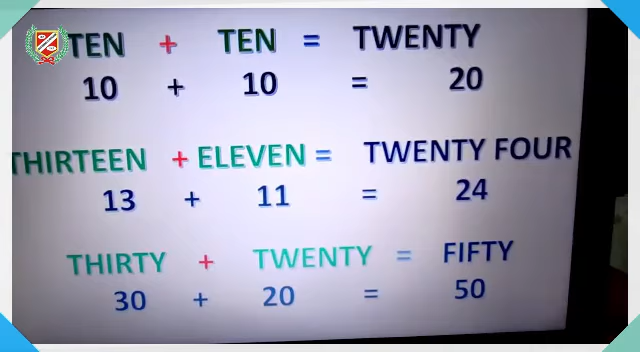 TEN + TEN = TWENTY
10 + 10 = 20
THIRTEEN + ELEVEN = TWENTY FOUR
13 + 11 = 24
THIRTY + TWENTY = FIFTY
30 + 20 = 50